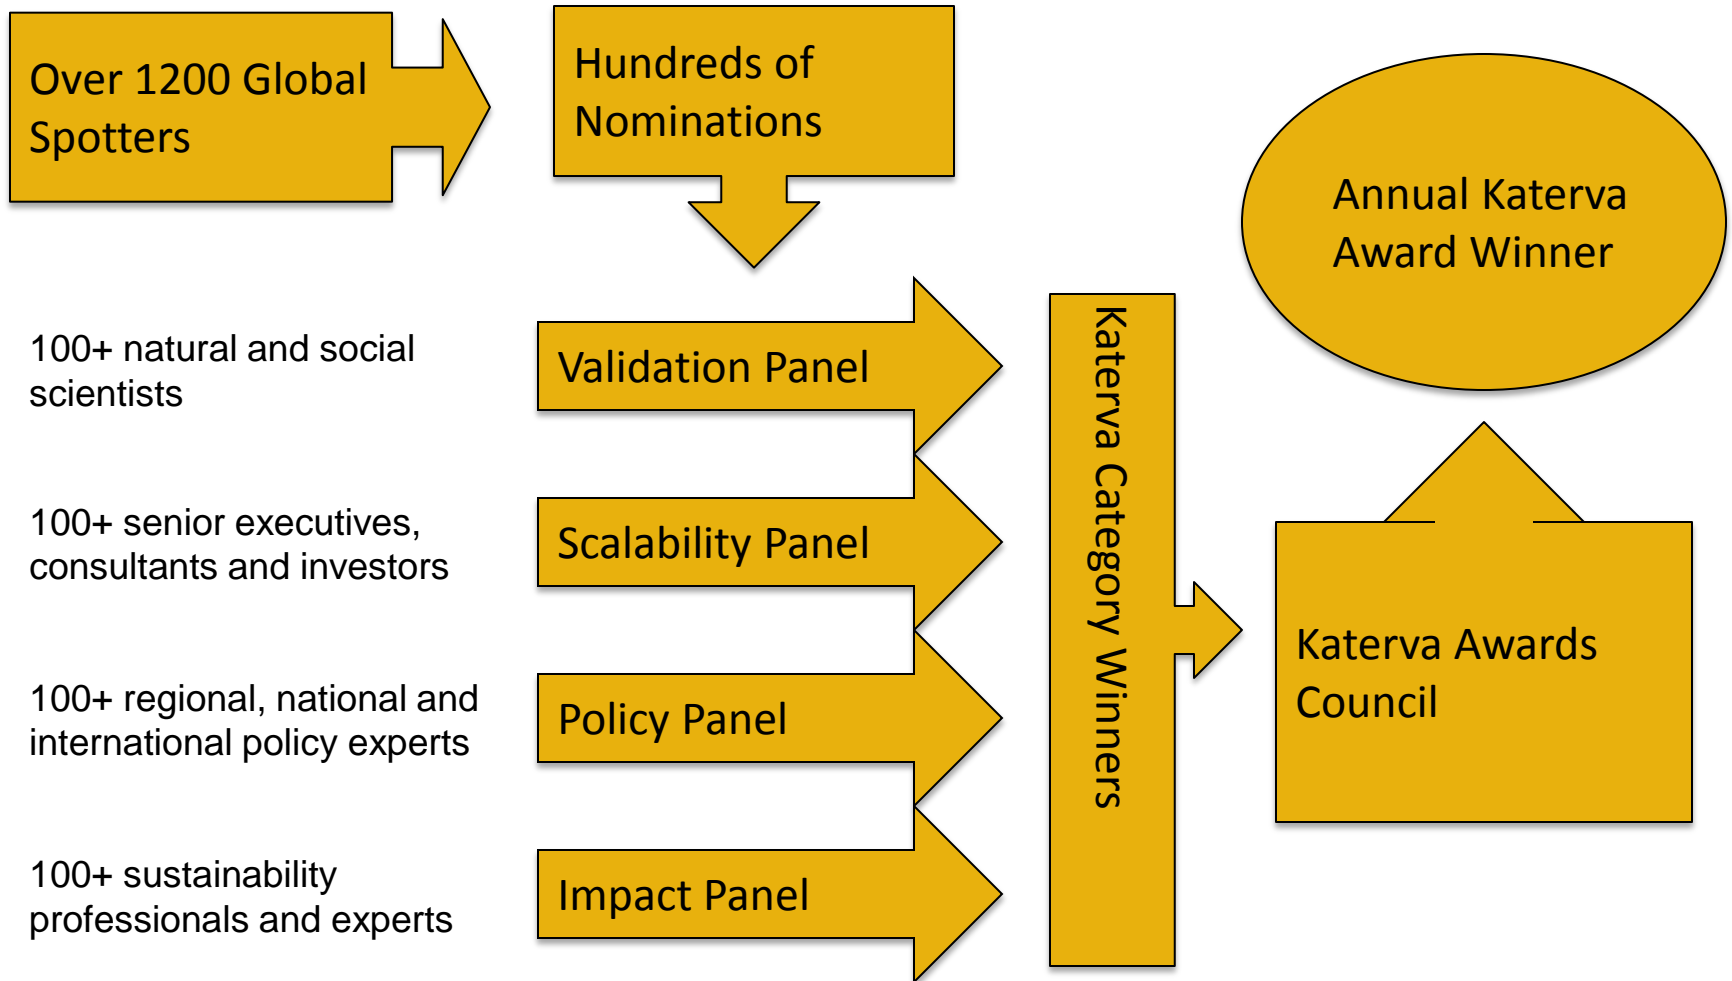 Over 1200 Global
Spotters
Hundreds of
Nominations
Annual Katerva
Award Winner
100+ natural and social
scientists
Validation Panel
100+ senior executives,
consultants and investors
Scalability Panel
100+ regional, national and
international policy experts
Policy Panel
100+ sustainability
professionals and experts
Impact Panel
Katerva Category Winners
Katerva Awards
Council